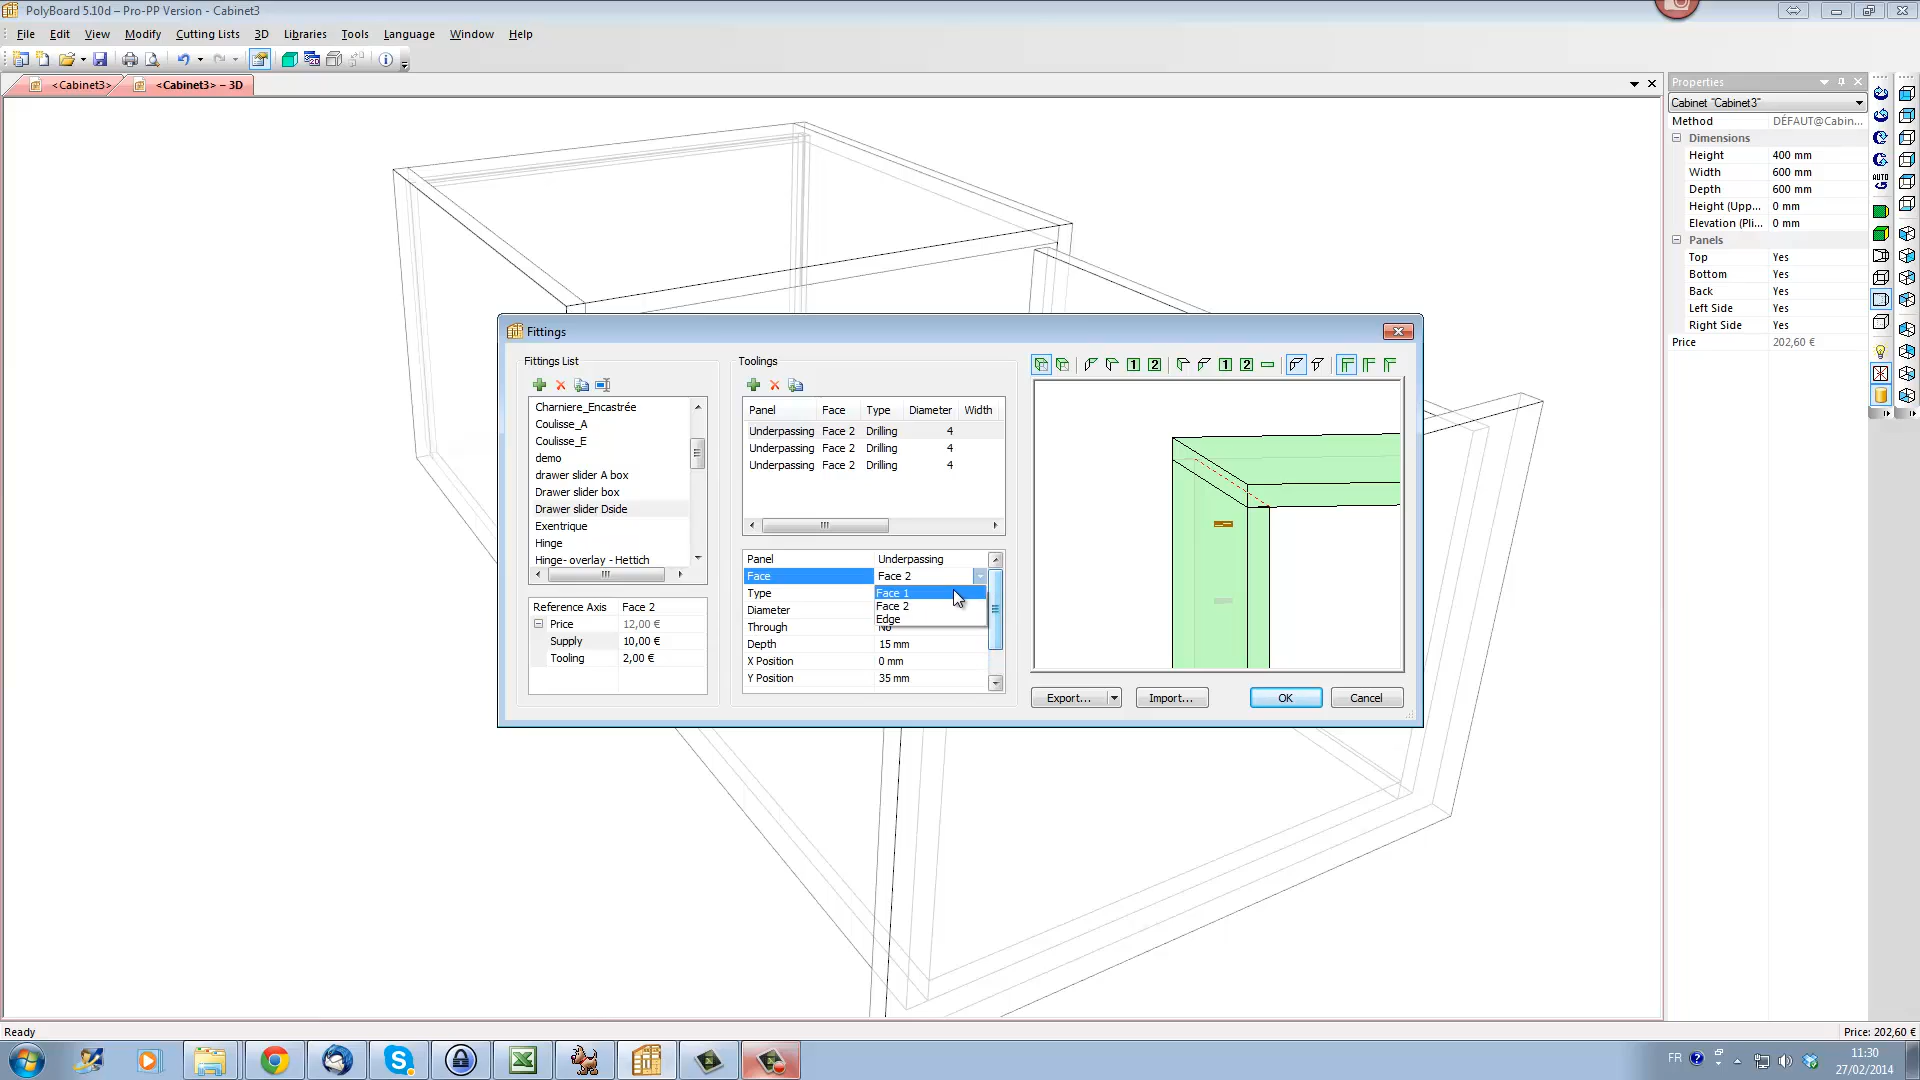 PolyBoard 5.10d – Pro-PP Version - Cabinet3
File Edit View Modify Cutting Lists 3D Libraries Tools Language Window Help
<Cabinet3> <Cabinet3> – 3D
Properties
Cabinet "Cabinet3"
Method DÉFAUT@Cabin...
Dimensions
Height 400 mm
Width 600 mm
Depth 600 mm
Height (Upp... 0 mm
Elevation (Pli... 0 mm
Panels
Top Yes
Bottom Yes
Back Yes
Left Side Yes
Right Side Yes
Price 202,60 €
AUTO
Fittings
Fittings List
Charniere_Encastrée
Coulisse_A
Coulisse_E
demo
drawer slider A box
Drawer slider box
Drawer slider Dside
Exentrique
Hinge
Hinge- overlay - Hettich
Reference Axis Face 2
Price 12,00 €
Supply 10,00 €
Tooling 2,00 €
Toolings
Panel Face Type Diameter Width
Underpassing Face 2 Drilling 4
Underpassing Face 2 Drilling 4
Underpassing Face 2 Drilling 4
Panel Underpassing
Face Face 2
Type Face 1
Face 2
Diameter
Edge
Through No
Depth 15 mm
X Position 0 mm
Y Position 35 mm
1 2 1 2
Export... Import... OK Cancel
Ready Price: 202,60 €
FR 11:30
27/02/2014